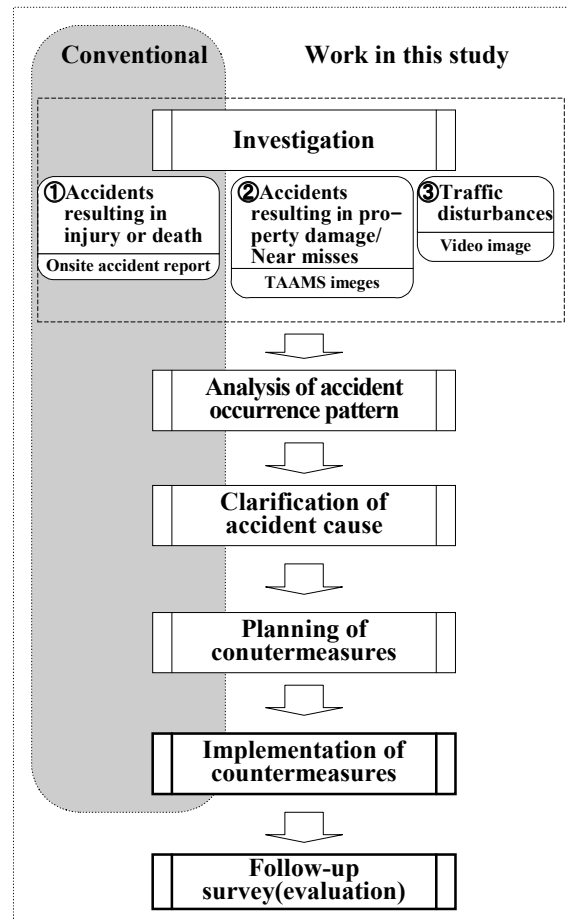 Conventional
Work in this study
Investigation
①Accidents
resulting in
injury or death
Onsite accident report
②Accidents
resulting in pro-
perty damage/
Near misses
TAAMS imeges
③Traffic
disturbances
Video image
Analysis of accident
occurrence pattern
Clarification of
accident cause
Planning of
conutermeasures
Implementation of
countermeasures
Follow-up
survey(evaluation)